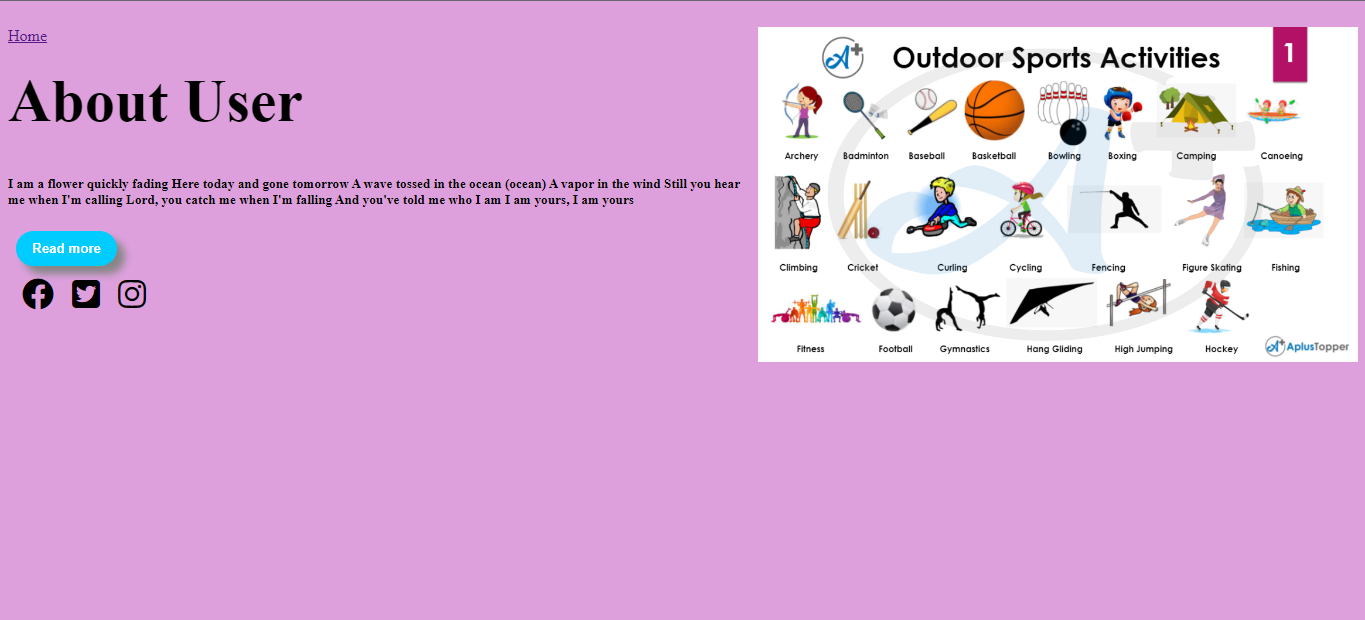 Home
About User
I am a flower quickly fading Here today and gone tomorrow A wave tossed in the ocean (ocean) A vapor in the wind Still you hear
me when I'm calling Lord, you catch me when I'm falling And you've told me who I am I am yours, I am yours
Read more
A+ Outdoor Sports Activities 1
Archery Badminton Baseball Basketball Bowling Boxing Camping Canoeing
Climbing Cricket Curling Cycling Fencing Figure Skating Fishing
Fitness Football Gymnastics Hang Gliding High Jumping Hockey
A+ AplusTopper